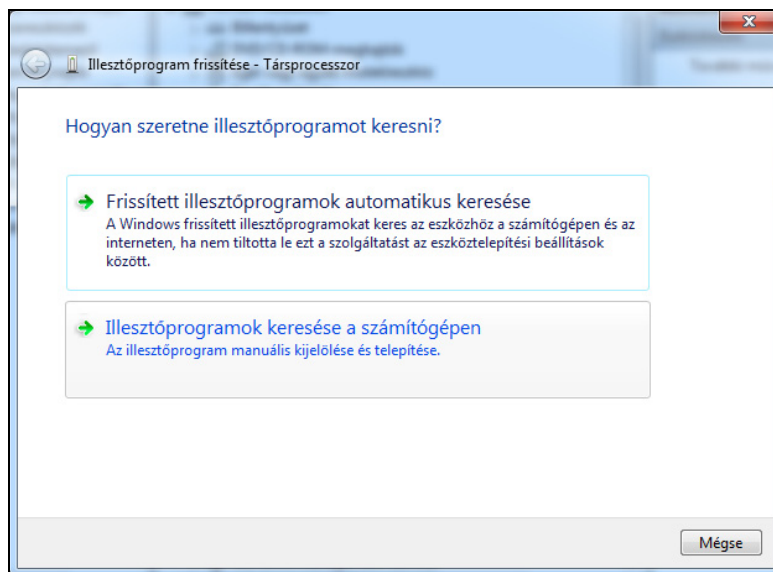 Illesztőprogram frissítése - Társprocesszor
Hogyan szeretne illesztőprogramot keresni?
Frissített illesztőprogramok automatikus keresése
A Windows frissített illesztőprogramokat keres az eszközhöz a számítógépen és az
interneten, ha nem tiltotta le ezt a szolgáltatást az eszköztelepítési beállítások
között.
Illesztőprogramok keresése a számítógépen
Az illesztőprogram manuális kijelölése és telepítése.
Mégse